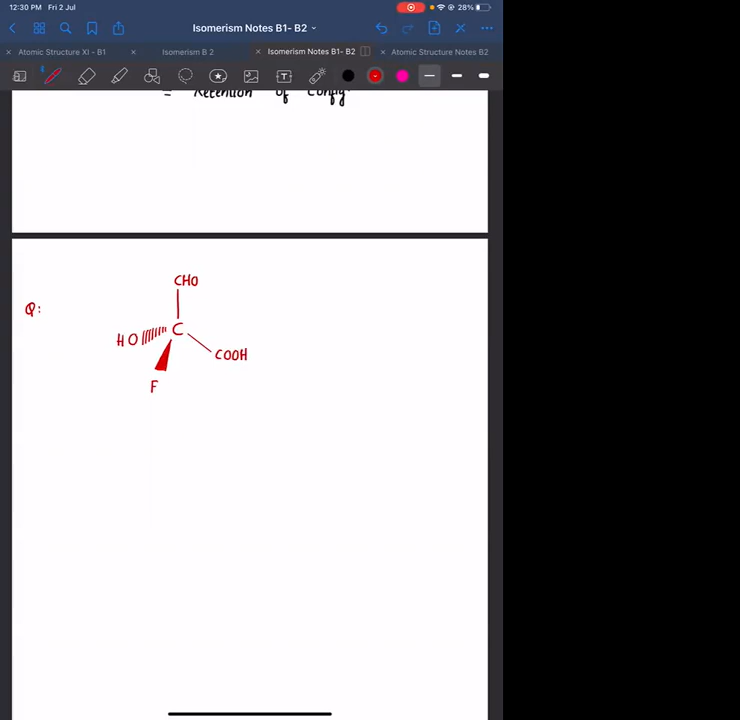 12:30 PM Fri 2 Jul
28%
Isomerism Notes B1- B2
Atomic Structure XI - B1
Isomerism B 2
Isomerism Notes B1- B2
Atomic Structure Notes B2
= Retention of Config.
CHO
Q:
HO C
COOH
F